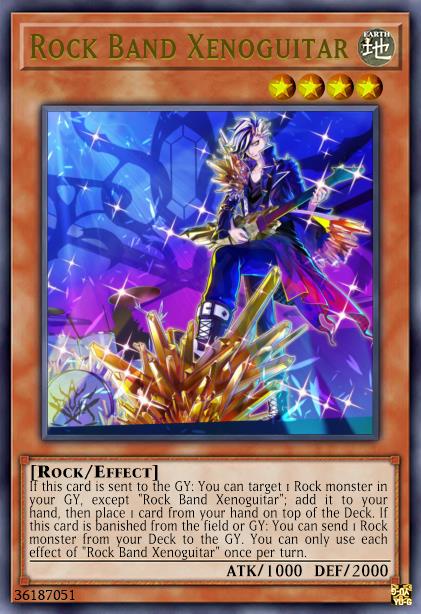 Rock Band Xenoguitar
EARTH
地
[Rock/Effect]
If this card is sent to the GY: You can target 1 Rock monster in
your GY, except "Rock Band Xenoguitar"; add it to your
hand, then place 1 card from your hand on top of the Deck. If
this card is banished from the field or GY: You can send 1 Rock
monster from your Deck to the GY. You can only use each
effect of "Rock Band Xenoguitar" once per turn.
ATK/1000 DEF/2000
36187051